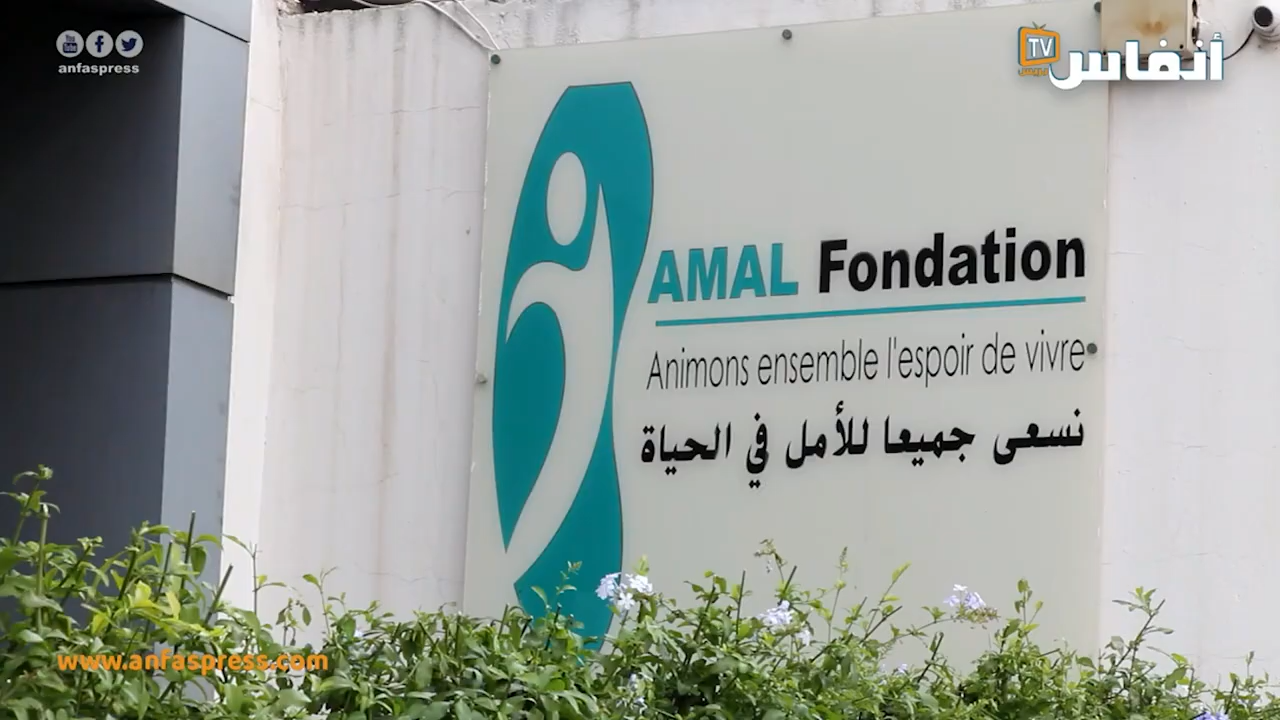 anfaspress
أنفاس
TV
AMAL Fondation
Animons ensemble l'espoir de vivre
نسعى جميعا للأمل في الحياة
www.anfaspress.com